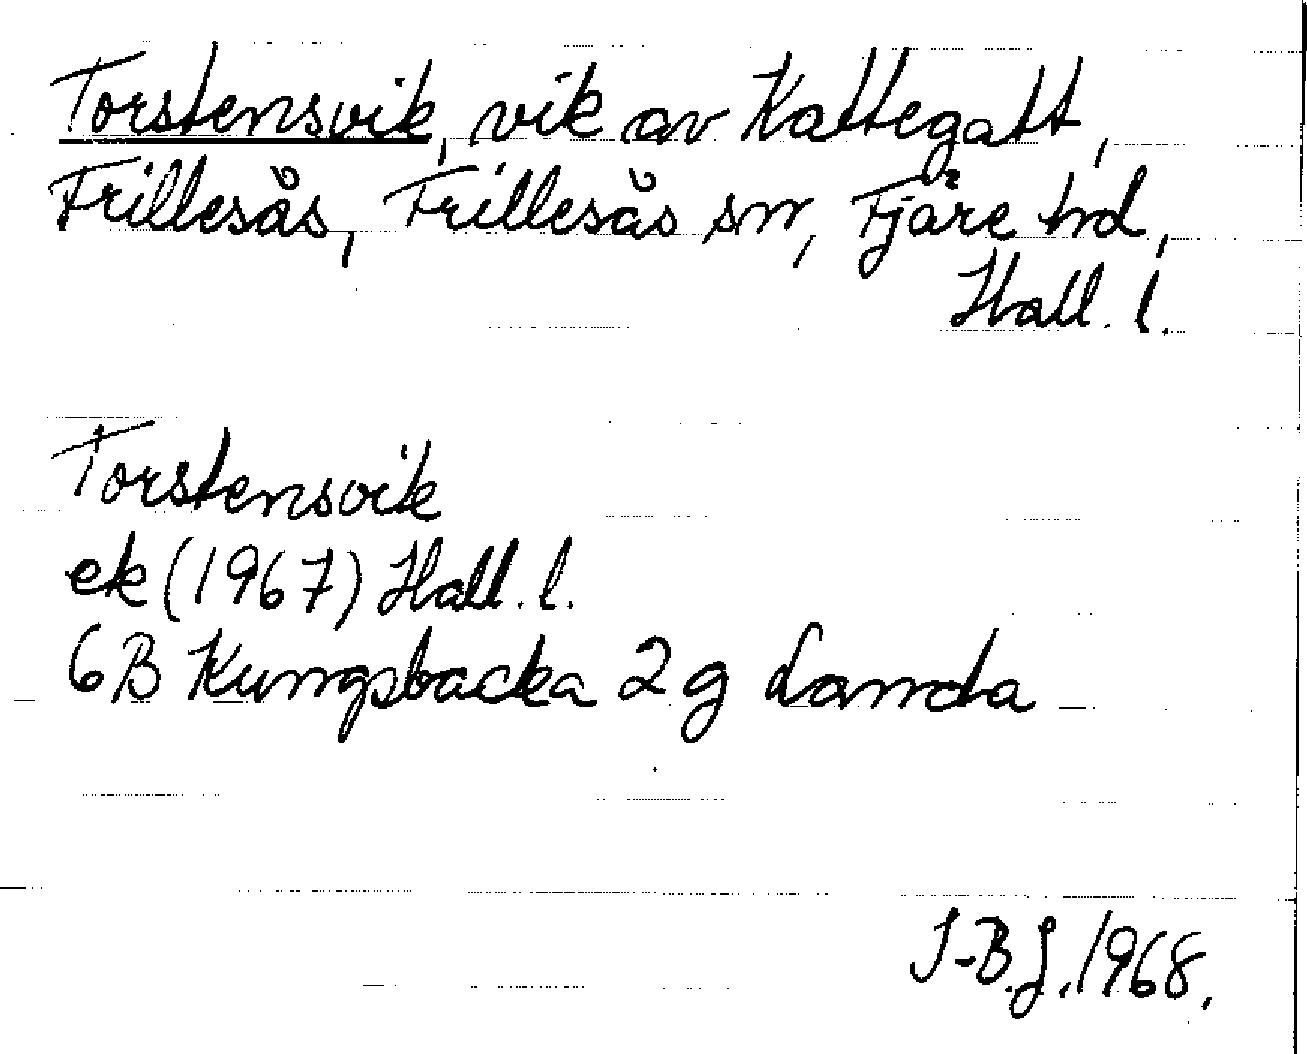 Torstensvik, vik av Kattegatt,
Frillesås, Frillesås sn, Fjäre hd,
Hall. l.
Torstensvik
ek (1967) Hall. l.
6B Kungsbacka 2 g Landa
I-B.J. 1968.